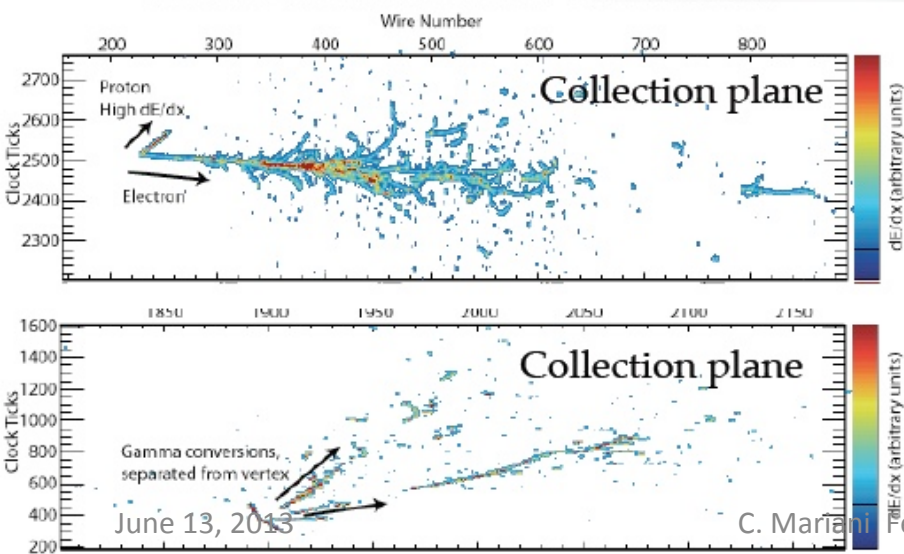 Wire Number
200 300 400 500 600 700 800
Collection plane
Proton
High dE/dx
Electron
2700
2600
2500
2400
2300
Clock Ticks
dE/dx (arbitrary units)
1850 1900 1950 2000 2050 2100 2150
Collection plane
Gamma conversions,
separated from vertex
1600
1400
1200
1000
800
600
400
200
Clock Ticks
dE/dx (arbitrary units)
June 13, 2013
C. Mariani